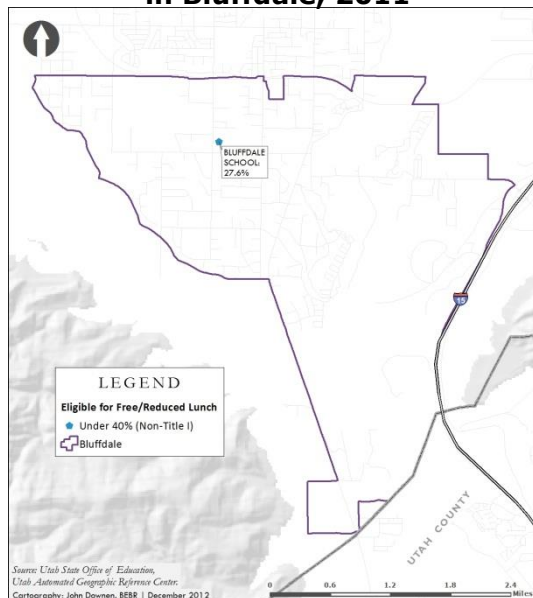 in Bluffdale, 2011
BLUFFDALE
SCHOOL:
27.6%
15
LEGEND
Eligible for Free/Reduced Lunch
Under 40% (Non-Title I)
Bluffdale
UTAH COUNTY
Source: Utah State Office of Education,
Utah Automated Geographic Reference Center.
Cartography: John Downen, BEBR | December 2012
0 0.6 1.2 1.8 2.4
Miles